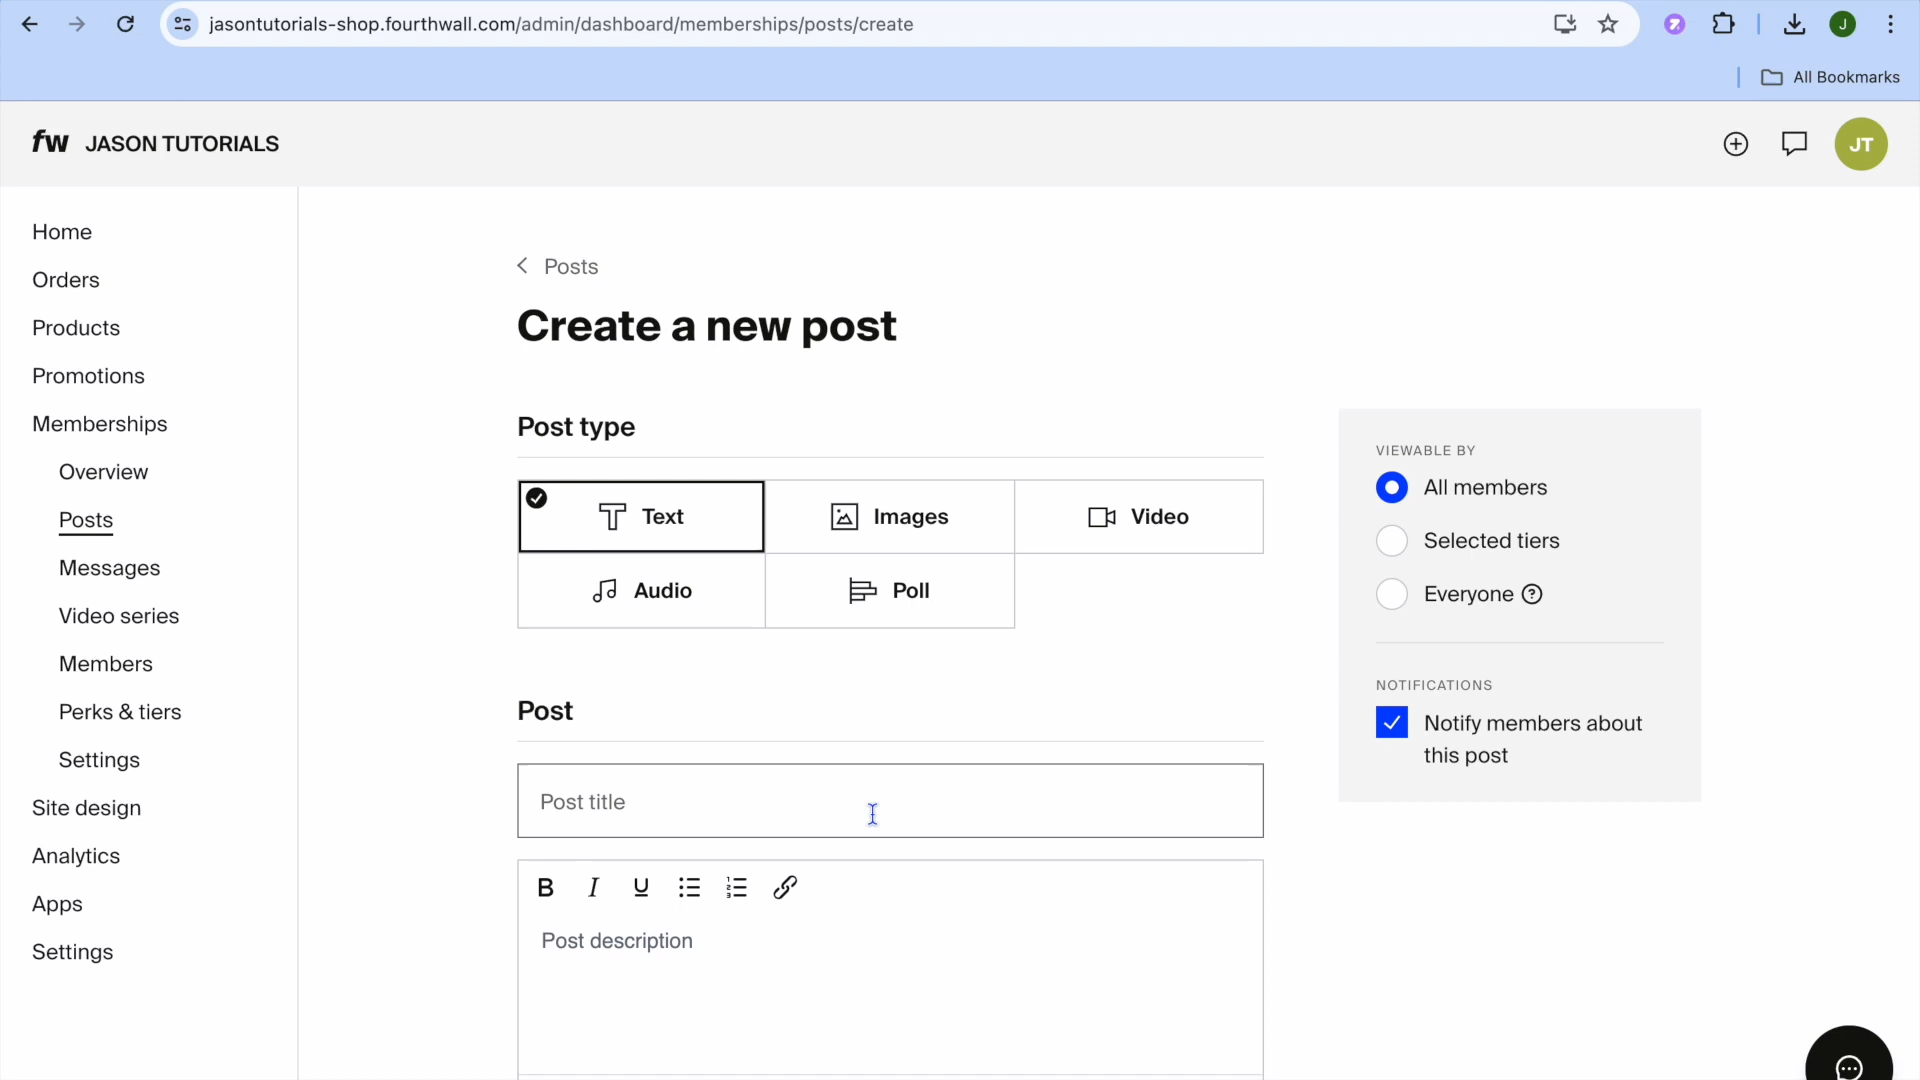 jasontutorials-shop.fourthwall.com/admin/dashboard/memberships/posts/create
J
All Bookmarks
fw JASON TUTORIALS
JT
Home
Orders
Products
Promotions
Memberships
Overview
Posts
Messages
Video series
Members
Perks & tiers
Settings
Site design
Analytics
Apps
Settings
Posts
Create a new post
Post type
Text
Images
Video
Audio
Poll
Post
Post title
B I U
Post description
VIEWABLE BY
All members
Selected tiers
Everyone ?
NOTIFICATIONS
Notify members about
this post